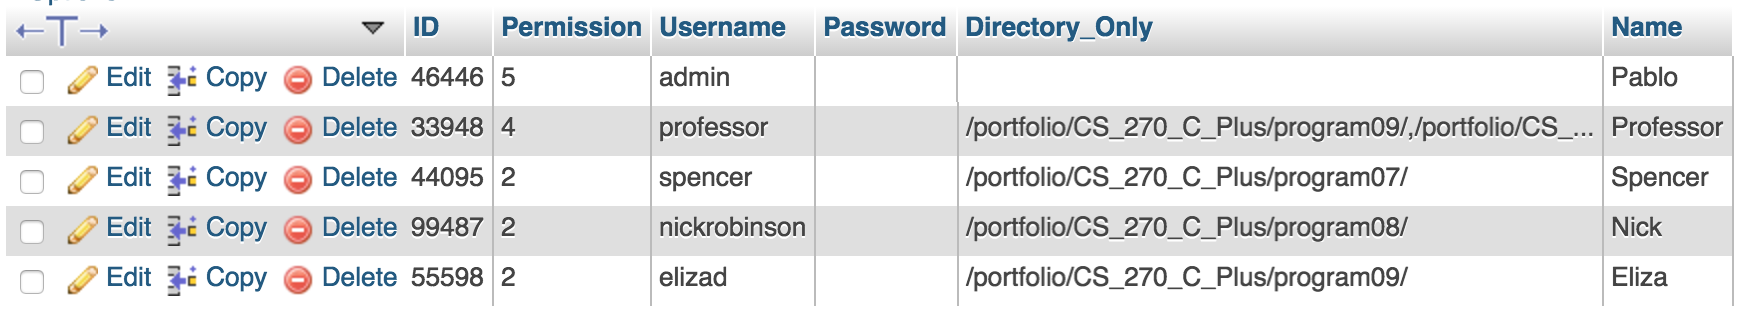 ID Permission Username Password Directory_Only Name
Edit Copy Delete 46446 5 admin Pablo
Edit Copy Delete 33948 4 professor /portfolio/CS_270_C_Plus/program09/,/portfolio/CS_... Professor
Edit Copy Delete 44095 2 spencer /portfolio/CS_270_C_Plus/program07/ Spencer
Edit Copy Delete 99487 2 nickrobinson /portfolio/CS_270_C_Plus/program08/ Nick
Edit Copy Delete 55598 2 elizad /portfolio/CS_270_C_Plus/program09/ Eliza